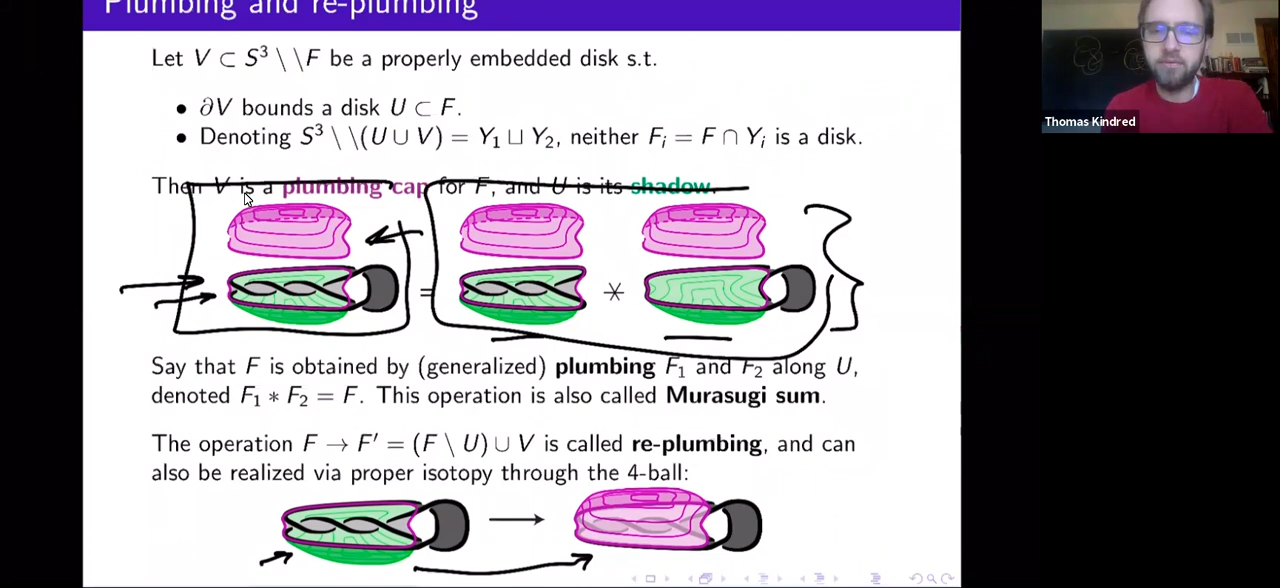 Plumbing and re-plumbing
Let V ⊂ S³ \ \F be a properly embedded disk s.t.
• ∂V bounds a disk U ⊂ F.
• Denoting S³ \ \(U ∪ V) = Y₁ ⊔ Y₂, neither Fᵢ = F ∩ Yᵢ is a disk.
Then V is a plumbing cap for F, and U is its shadow.
= *
Say that F is obtained by (generalized) plumbing F₁ and F₂ along U,
denoted F₁ * F₂ = F. This operation is also called Murasugi sum.
The operation F → F′ = (F \ U) ∪ V is called re-plumbing, and can
also be realized via proper isotopy through the 4-ball:
Thomas Kindred